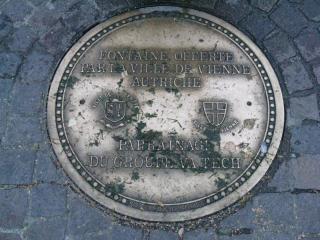 FONTAINE OFFERTE
PAR LA VILLE DE VIENNE
AUTRICHE
PARRAINAGE
DU GROUPE VA TECH